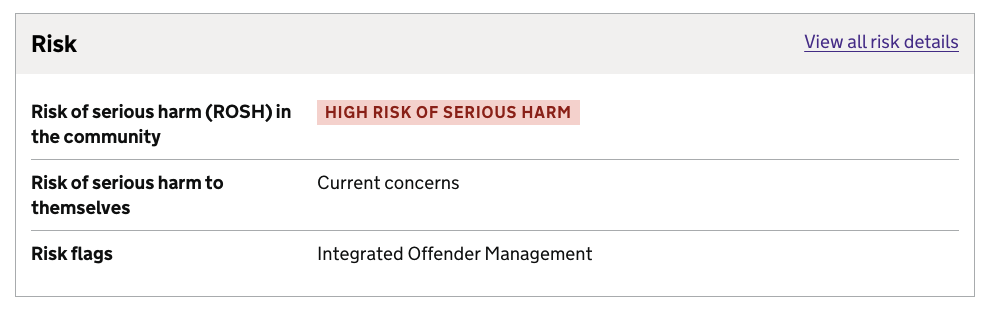 Risk
View all risk details
Risk of serious harm (ROSH) in
the community
HIGH RISK OF SERIOUS HARM
Risk of serious harm to
themselves
Current concerns
Risk flags
Integrated Offender Management